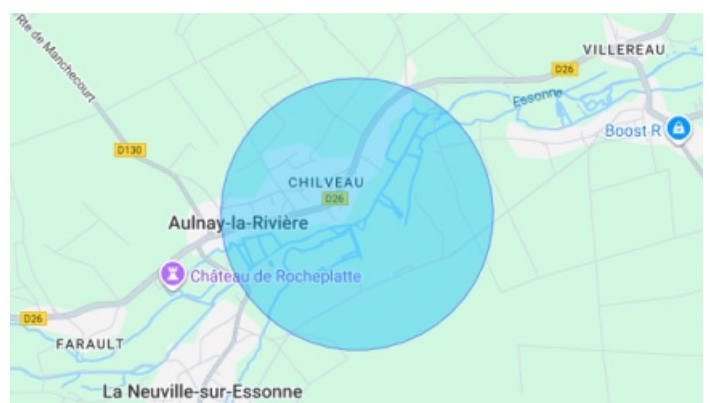 Rte de Manchecourt
VILLEREAU
D26
Essonne
Boost R
D130
CHILVEAU
D26
Aulnay-la-Rivière
Château de Rocheplatte
D26
FARAULT
La Neuville-sur-Essonne